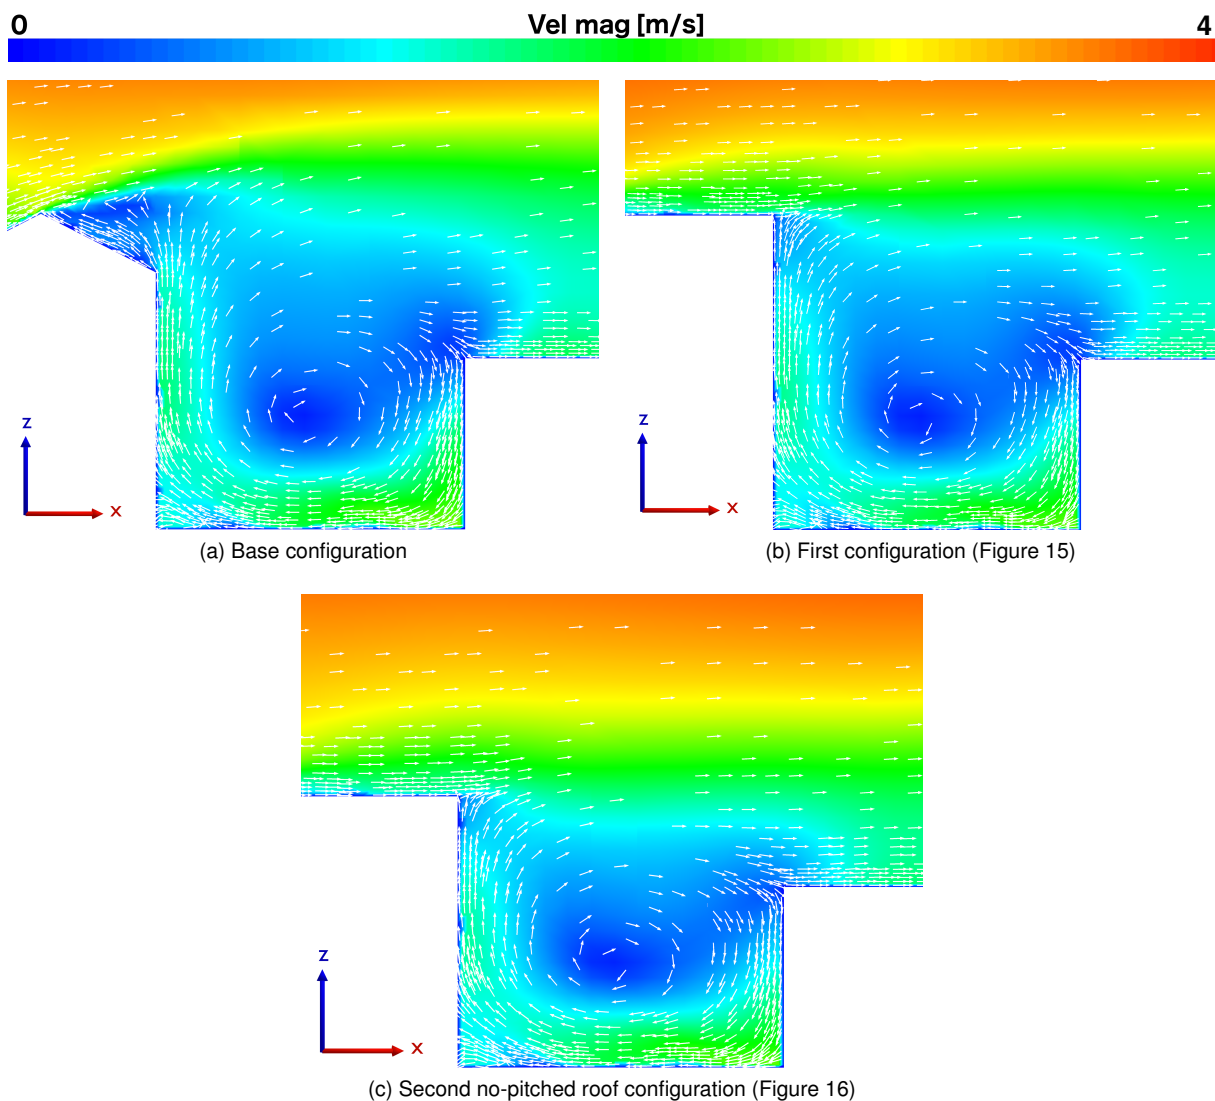 0 Vel mag [m/s] 4
z
x
z
x
(a) Base configuration
(b) First configuration (Figure 15)
z
x
(c) Second no-pitched roof configuration (Figure 16)